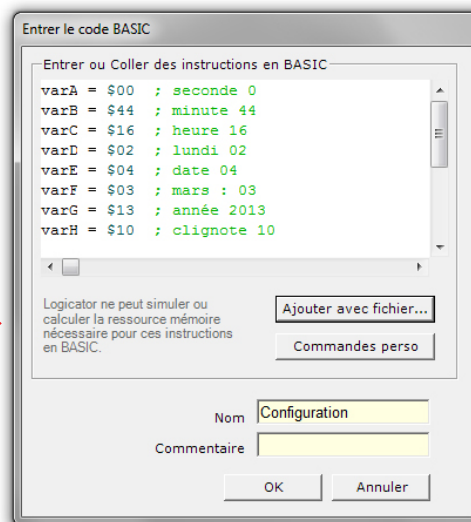 Entrer le code BASIC
Entrer ou Coller des instructions en BASIC
varA = $00 ; seconde 0
varB = $44 ; minute 44
varC = $16 ; heure 16
varD = $02 ; lundi 02
varE = $04 ; date 04
varF = $03 ; mars : 03
varG = $13 ; année 2013
varH = $10 ; clignote 10
Logicator ne peut simuler ou
calculer la ressource mémoire
nécessaire pour ces instructions
en BASIC.
Ajouter avec fichier...
Commandes perso
Nom Configuration
Commentaire
OK Annuler